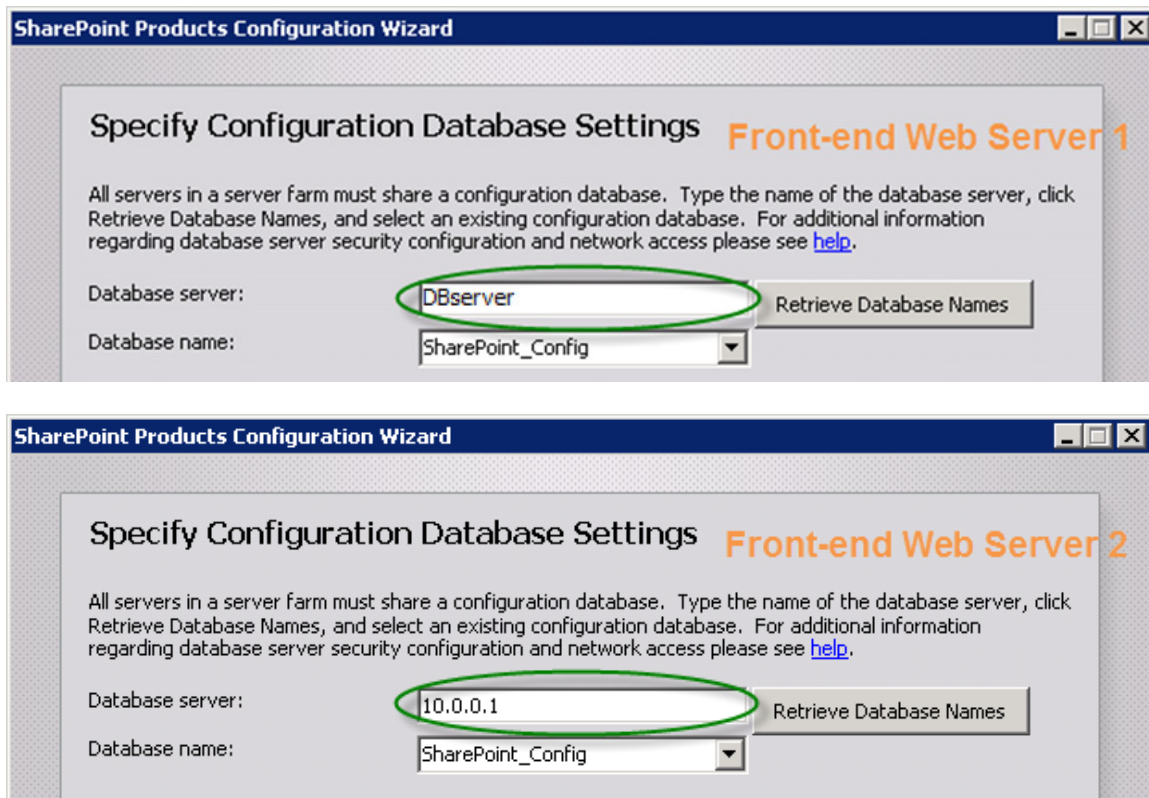 SharePoint Products Configuration Wizard
Specify Configuration Database Settings
Front-end Web Server 1
All servers in a server farm must share a configuration database. Type the name of the database server, click
Retrieve Database Names, and select an existing configuration database. For additional information
regarding database server security configuration and network access please see help.
Database server:
DBserver
Retrieve Database Names
Database name:
SharePoint_Config
SharePoint Products Configuration Wizard
Specify Configuration Database Settings
Front-end Web Server 2
All servers in a server farm must share a configuration database. Type the name of the database server, click
Retrieve Database Names, and select an existing configuration database. For additional information
regarding database server security configuration and network access please see help.
Database server:
10.0.0.1
Retrieve Database Names
Database name:
SharePoint_Config